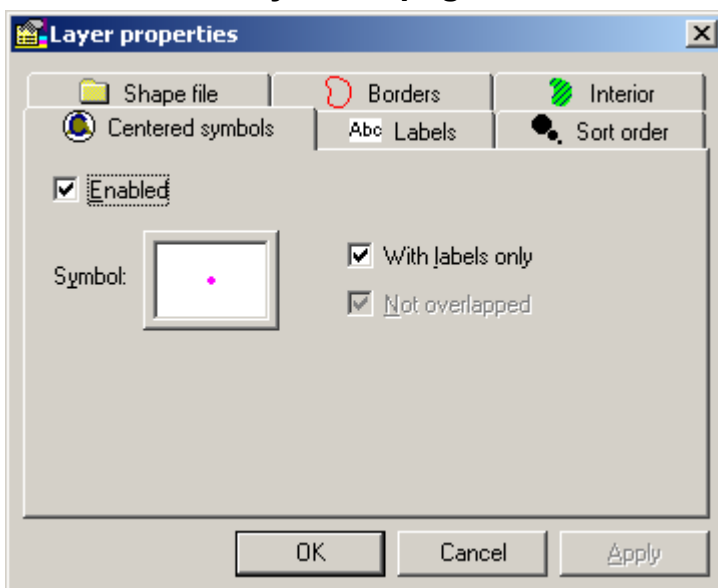 Layer properties
Shape file Borders Interior
Centered symbols Abc Labels Sort order
Enabled
Symbol: With labels only
Not overlapped
OK Cancel Apply